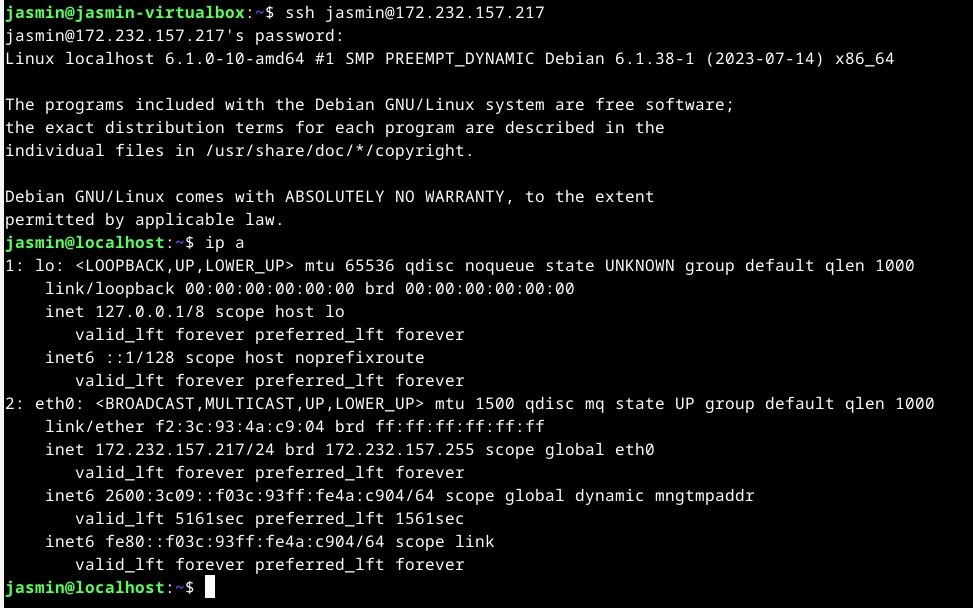 jasmin@jasmin-virtualbox:~$ ssh jasmin@172.232.157.217
jasmin@172.232.157.217's password:
Linux localhost 6.1.0-10-amd64 #1 SMP PREEMPT_DYNAMIC Debian 6.1.38-1 (2023-07-14) x86_64

The programs included with the Debian GNU/Linux system are free software;
the exact distribution terms for each program are described in the
individual files in /usr/share/doc/*/copyright.

Debian GNU/Linux comes with ABSOLUTELY NO WARRANTY, to the extent
permitted by applicable law.
jasmin@localhost:~$ ip a
1: lo: <LOOPBACK,UP,LOWER_UP> mtu 65536 qdisc noqueue state UNKNOWN group default qlen 1000
    link/loopback 00:00:00:00:00:00 brd 00:00:00:00:00:00
    inet 127.0.0.1/8 scope host lo
       valid_lft forever preferred_lft forever
    inet6 ::1/128 scope host noprefixroute
       valid_lft forever preferred_lft forever
2: eth0: <BROADCAST,MULTICAST,UP,LOWER_UP> mtu 1500 qdisc mq state UP group default qlen 1000
    link/ether f2:3c:93:4a:c9:04 brd ff:ff:ff:ff:ff:ff
    inet 172.232.157.217/24 brd 172.232.157.255 scope global eth0
       valid_lft forever preferred_lft forever
    inet6 2600:3c09::f03c:93ff:fe4a:c904/64 scope global dynamic mngtmpaddr
       valid_lft 5161sec preferred_lft 1561sec
    inet6 fe80::f03c:93ff:fe4a:c904/64 scope link
       valid_lft forever preferred_lft forever
jasmin@localhost:~$